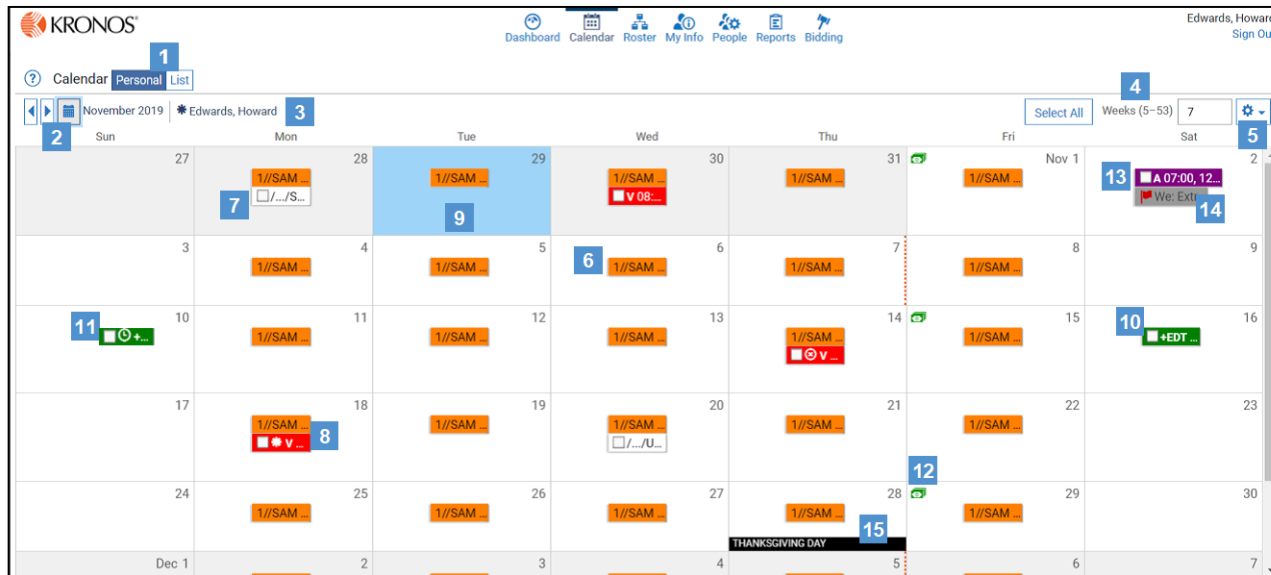 KRONOS
Dashboard Calendar Roster My Info People Reports Bidding
Edwards, Howard
Sign Ou
1
? Calendar Personal List
4
November 2019 Edwards, Howard 3
Select All Weeks (5–53) 7
2
5
Sun Mon Tue Wed Thu Fri Sat
27 28 29 30 31 Nov 1 2
1//SAM ... 1//SAM ... 1//SAM ... 1//SAM ... 1//SAM ... 13 A 07:00, 12...
7 /.../S... V 08:... We: Extr 14
9
3 4 5 6 7 8 9
1//SAM ... 1//SAM ... 6 1//SAM ... 1//SAM ... 1//SAM ...
10 11 12 13 14 15 16
11 +... 1//SAM ... 1//SAM ... 1//SAM ... 1//SAM ... 1//SAM ... 10 +EDT ...
V ...
17 18 19 20 21 22 23
1//SAM ... 1//SAM ... 1//SAM ... 1//SAM ... 1//SAM ...
V ... 8 /.../U...
12
24 25 26 27 28 29 30
1//SAM ... 1//SAM ... 1//SAM ... 1//SAM ... 1//SAM ...
15
THANKSGIVING DAY
Dec 1 2 3 4 5 6 7